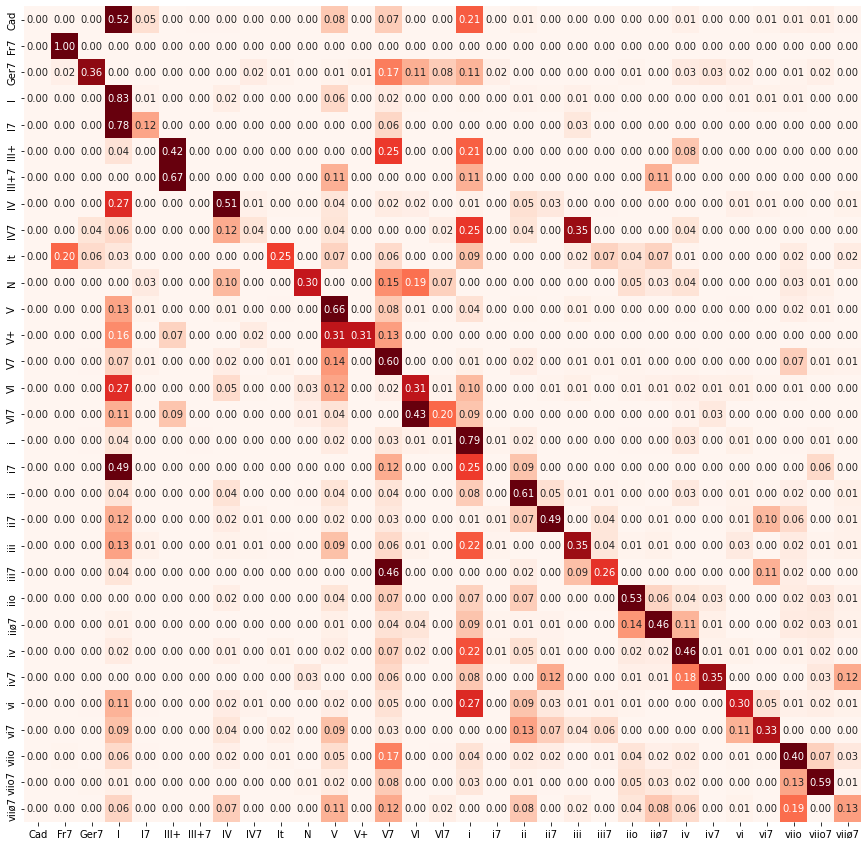 Cad 0.00 0.00 0.00 0.52 0.05 0.00 0.00 0.00 0.00 0.00 0.00 0.08 0.00 0.07 0.00 0.00 0.21 0.00 0.01 0.00 0.00 0.00 0.00 0.00 0.01 0.00 0.00 0.01 0.01 0.01 0.00
Fr7 0.00 1.00 0.00 0.00 0.00 0.00 0.00 0.00 0.00 0.00 0.00 0.00 0.00 0.00 0.00 0.00 0.00 0.00 0.00 0.00 0.00 0.00 0.00 0.00 0.00 0.00 0.00 0.00 0.00 0.00 0.00
Ger7 0.00 0.02 0.36 0.00 0.00 0.00 0.00 0.00 0.02 0.01 0.00 0.01 0.01 0.17 0.11 0.08 0.11 0.02 0.00 0.00 0.00 0.00 0.01 0.00 0.03 0.03 0.02 0.00 0.01 0.02 0.00
I 0.00 0.00 0.00 0.83 0.01 0.00 0.00 0.02 0.00 0.00 0.00 0.06 0.00 0.02 0.00 0.00 0.00 0.00 0.01 0.00 0.01 0.00 0.00 0.00 0.00 0.00 0.01 0.01 0.01 0.00 0.00
I7 0.00 0.00 0.00 0.78 0.12 0.00 0.00 0.00 0.00 0.00 0.00 0.00 0.00 0.06 0.00 0.00 0.00 0.00 0.00 0.00 0.03 0.00 0.00 0.00 0.00 0.00 0.00 0.00 0.00 0.00 0.00
III+ 0.00 0.00 0.00 0.04 0.00 0.42 0.00 0.00 0.00 0.00 0.00 0.00 0.00 0.25 0.00 0.00 0.21 0.00 0.00 0.00 0.00 0.00 0.00 0.00 0.08 0.00 0.00 0.00 0.00 0.00 0.00
III+7 0.00 0.00 0.00 0.00 0.00 0.67 0.00 0.00 0.00 0.00 0.00 0.11 0.00 0.00 0.00 0.00 0.11 0.00 0.00 0.00 0.00 0.00 0.00 0.11 0.00 0.00 0.00 0.00 0.00 0.00 0.00
IV 0.00 0.00 0.00 0.27 0.00 0.00 0.00 0.51 0.01 0.00 0.00 0.04 0.00 0.02 0.02 0.00 0.01 0.00 0.05 0.03 0.00 0.00 0.00 0.00 0.00 0.00 0.01 0.01 0.01 0.00 0.00
IV7 0.00 0.00 0.04 0.06 0.00 0.00 0.00 0.12 0.04 0.00 0.00 0.04 0.00 0.00 0.00 0.02 0.25 0.00 0.04 0.00 0.35 0.00 0.00 0.00 0.04 0.00 0.00 0.00 0.00 0.00 0.00
It 0.00 0.20 0.06 0.03 0.00 0.00 0.00 0.00 0.00 0.25 0.00 0.07 0.00 0.06 0.00 0.00 0.09 0.00 0.00 0.00 0.02 0.07 0.04 0.07 0.01 0.00 0.00 0.00 0.02 0.00 0.02
N 0.00 0.00 0.00 0.00 0.03 0.00 0.00 0.10 0.00 0.00 0.30 0.00 0.00 0.15 0.19 0.07 0.00 0.00 0.00 0.00 0.00 0.00 0.05 0.03 0.04 0.00 0.00 0.00 0.03 0.01 0.00
V 0.00 0.00 0.00 0.13 0.01 0.00 0.00 0.01 0.00 0.00 0.00 0.66 0.00 0.08 0.01 0.00 0.04 0.00 0.00 0.00 0.01 0.00 0.00 0.00 0.00 0.00 0.00 0.00 0.02 0.01 0.00
V+ 0.00 0.00 0.00 0.16 0.00 0.07 0.00 0.00 0.02 0.00 0.00 0.31 0.31 0.13 0.00 0.00 0.00 0.00 0.00 0.00 0.00 0.00 0.00 0.00 0.00 0.00 0.00 0.00 0.00 0.00 0.00
V7 0.00 0.00 0.00 0.07 0.01 0.00 0.00 0.02 0.00 0.01 0.00 0.14 0.00 0.60 0.00 0.00 0.01 0.00 0.02 0.00 0.01 0.01 0.00 0.01 0.00 0.00 0.00 0.00 0.07 0.01 0.01
VI 0.00 0.00 0.00 0.27 0.00 0.00 0.00 0.05 0.00 0.00 0.03 0.12 0.00 0.02 0.31 0.01 0.10 0.00 0.00 0.01 0.01 0.00 0.01 0.01 0.02 0.01 0.01 0.00 0.01 0.00 0.00
VI7 0.00 0.00 0.00 0.11 0.00 0.09 0.00 0.00 0.00 0.00 0.01 0.04 0.00 0.00 0.43 0.20 0.09 0.00 0.00 0.00 0.00 0.00 0.00 0.00 0.01 0.03 0.00 0.00 0.00 0.00 0.00
i 0.00 0.00 0.00 0.04 0.00 0.00 0.00 0.00 0.00 0.00 0.00 0.02 0.00 0.03 0.01 0.01 0.79 0.01 0.02 0.00 0.00 0.00 0.00 0.00 0.03 0.00 0.01 0.00 0.00 0.01 0.00
i7 0.00 0.00 0.00 0.49 0.00 0.00 0.00 0.00 0.00 0.00 0.00 0.00 0.00 0.12 0.00 0.00 0.25 0.00 0.09 0.00 0.00 0.00 0.00 0.00 0.00 0.00 0.00 0.00 0.00 0.06 0.00
ii 0.00 0.00 0.00 0.04 0.00 0.00 0.00 0.04 0.00 0.00 0.00 0.04 0.00 0.04 0.00 0.00 0.08 0.00 0.61 0.05 0.01 0.01 0.00 0.00 0.03 0.00 0.01 0.00 0.02 0.00 0.01
ii7 0.00 0.00 0.00 0.12 0.00 0.00 0.00 0.02 0.01 0.00 0.00 0.02 0.00 0.03 0.00 0.00 0.01 0.01 0.07 0.49 0.00 0.04 0.00 0.01 0.00 0.00 0.01 0.10 0.06 0.00 0.01
iii 0.00 0.00 0.00 0.13 0.01 0.00 0.00 0.01 0.01 0.00 0.00 0.09 0.00 0.06 0.01 0.00 0.22 0.01 0.00 0.00 0.35 0.04 0.01 0.01 0.00 0.00 0.03 0.00 0.02 0.01 0.01
iii7 0.00 0.00 0.00 0.04 0.00 0.00 0.00 0.00 0.00 0.00 0.00 0.00 0.00 0.46 0.00 0.00 0.00 0.00 0.02 0.00 0.09 0.26 0.00 0.00 0.00 0.00 0.00 0.11 0.02 0.00 0.00
iio 0.00 0.00 0.00 0.00 0.00 0.00 0.00 0.02 0.00 0.00 0.00 0.04 0.00 0.07 0.00 0.00 0.07 0.00 0.07 0.00 0.00 0.00 0.53 0.06 0.04 0.03 0.00 0.00 0.02 0.03 0.01
iiø7 0.00 0.00 0.00 0.01 0.00 0.00 0.00 0.00 0.00 0.00 0.00 0.01 0.00 0.04 0.04 0.00 0.09 0.01 0.01 0.00 0.01 0.00 0.14 0.46 0.11 0.01 0.00 0.00 0.02 0.03 0.01
iv 0.00 0.00 0.00 0.02 0.00 0.00 0.00 0.01 0.00 0.01 0.00 0.02 0.00 0.07 0.02 0.00 0.22 0.01 0.05 0.01 0.00 0.00 0.02 0.02 0.46 0.01 0.00 0.00 0.02 0.01 0.00
iv7 0.00 0.00 0.00 0.00 0.00 0.00 0.00 0.00 0.00 0.00 0.03 0.00 0.00 0.06 0.00 0.00 0.08 0.00 0.00 0.12 0.00 0.00 0.01 0.01 0.18 0.35 0.00 0.00 0.00 0.03 0.12
vi 0.00 0.00 0.00 0.11 0.00 0.00 0.00 0.02 0.00 0.00 0.00 0.02 0.00 0.05 0.00 0.00 0.27 0.00 0.09 0.03 0.01 0.01 0.00 0.00 0.01 0.00 0.30 0.05 0.01 0.02 0.01
vi7 0.00 0.00 0.00 0.09 0.00 0.00 0.00 0.04 0.00 0.02 0.00 0.09 0.00 0.03 0.00 0.00 0.00 0.00 0.13 0.07 0.04 0.06 0.00 0.00 0.00 0.00 0.11 0.33 0.00 0.00 0.00
viio 0.00 0.00 0.00 0.06 0.00 0.00 0.00 0.02 0.00 0.01 0.00 0.05 0.00 0.17 0.00 0.00 0.04 0.00 0.02 0.02 0.00 0.01 0.04 0.02 0.02 0.00 0.01 0.00 0.40 0.07 0.03
viio7 0.00 0.00 0.00 0.01 0.00 0.00 0.00 0.00 0.00 0.00 0.01 0.02 0.00 0.08 0.00 0.00 0.03 0.00 0.01 0.00 0.00 0.00 0.05 0.03 0.02 0.00 0.00 0.00 0.13 0.59 0.01
viiø7 0.00 0.00 0.00 0.06 0.00 0.00 0.00 0.07 0.00 0.00 0.00 0.11 0.00 0.12 0.00 0.02 0.00 0.00 0.08 0.00 0.02 0.00 0.04 0.08 0.06 0.00 0.01 0.00 0.19 0.00 0.13
Cad Fr7 Ger7 I I7 III+ III+7 IV IV7 It N V V+ V7 VI VI7 i i7 ii ii7 iii iii7 iio iiø7 iv iv7 vi vi7 viio viio7 viiø7